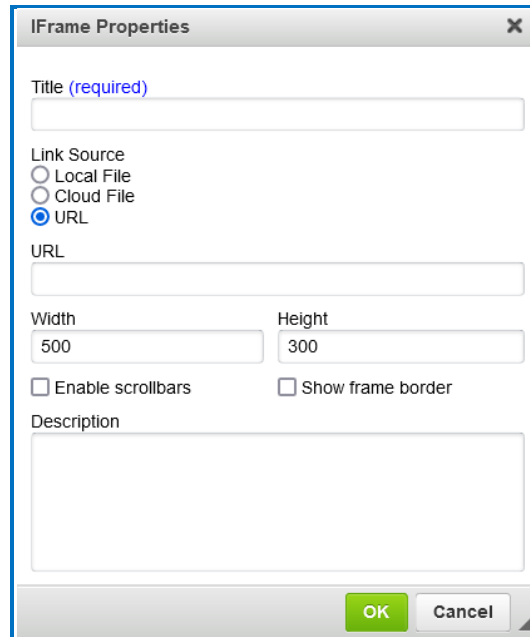 IFrame Properties
Title (required)
Link Source
Local File
Cloud File
URL
URL
Width Height
500 300
Enable scrollbars Show frame border
Description
OK Cancel